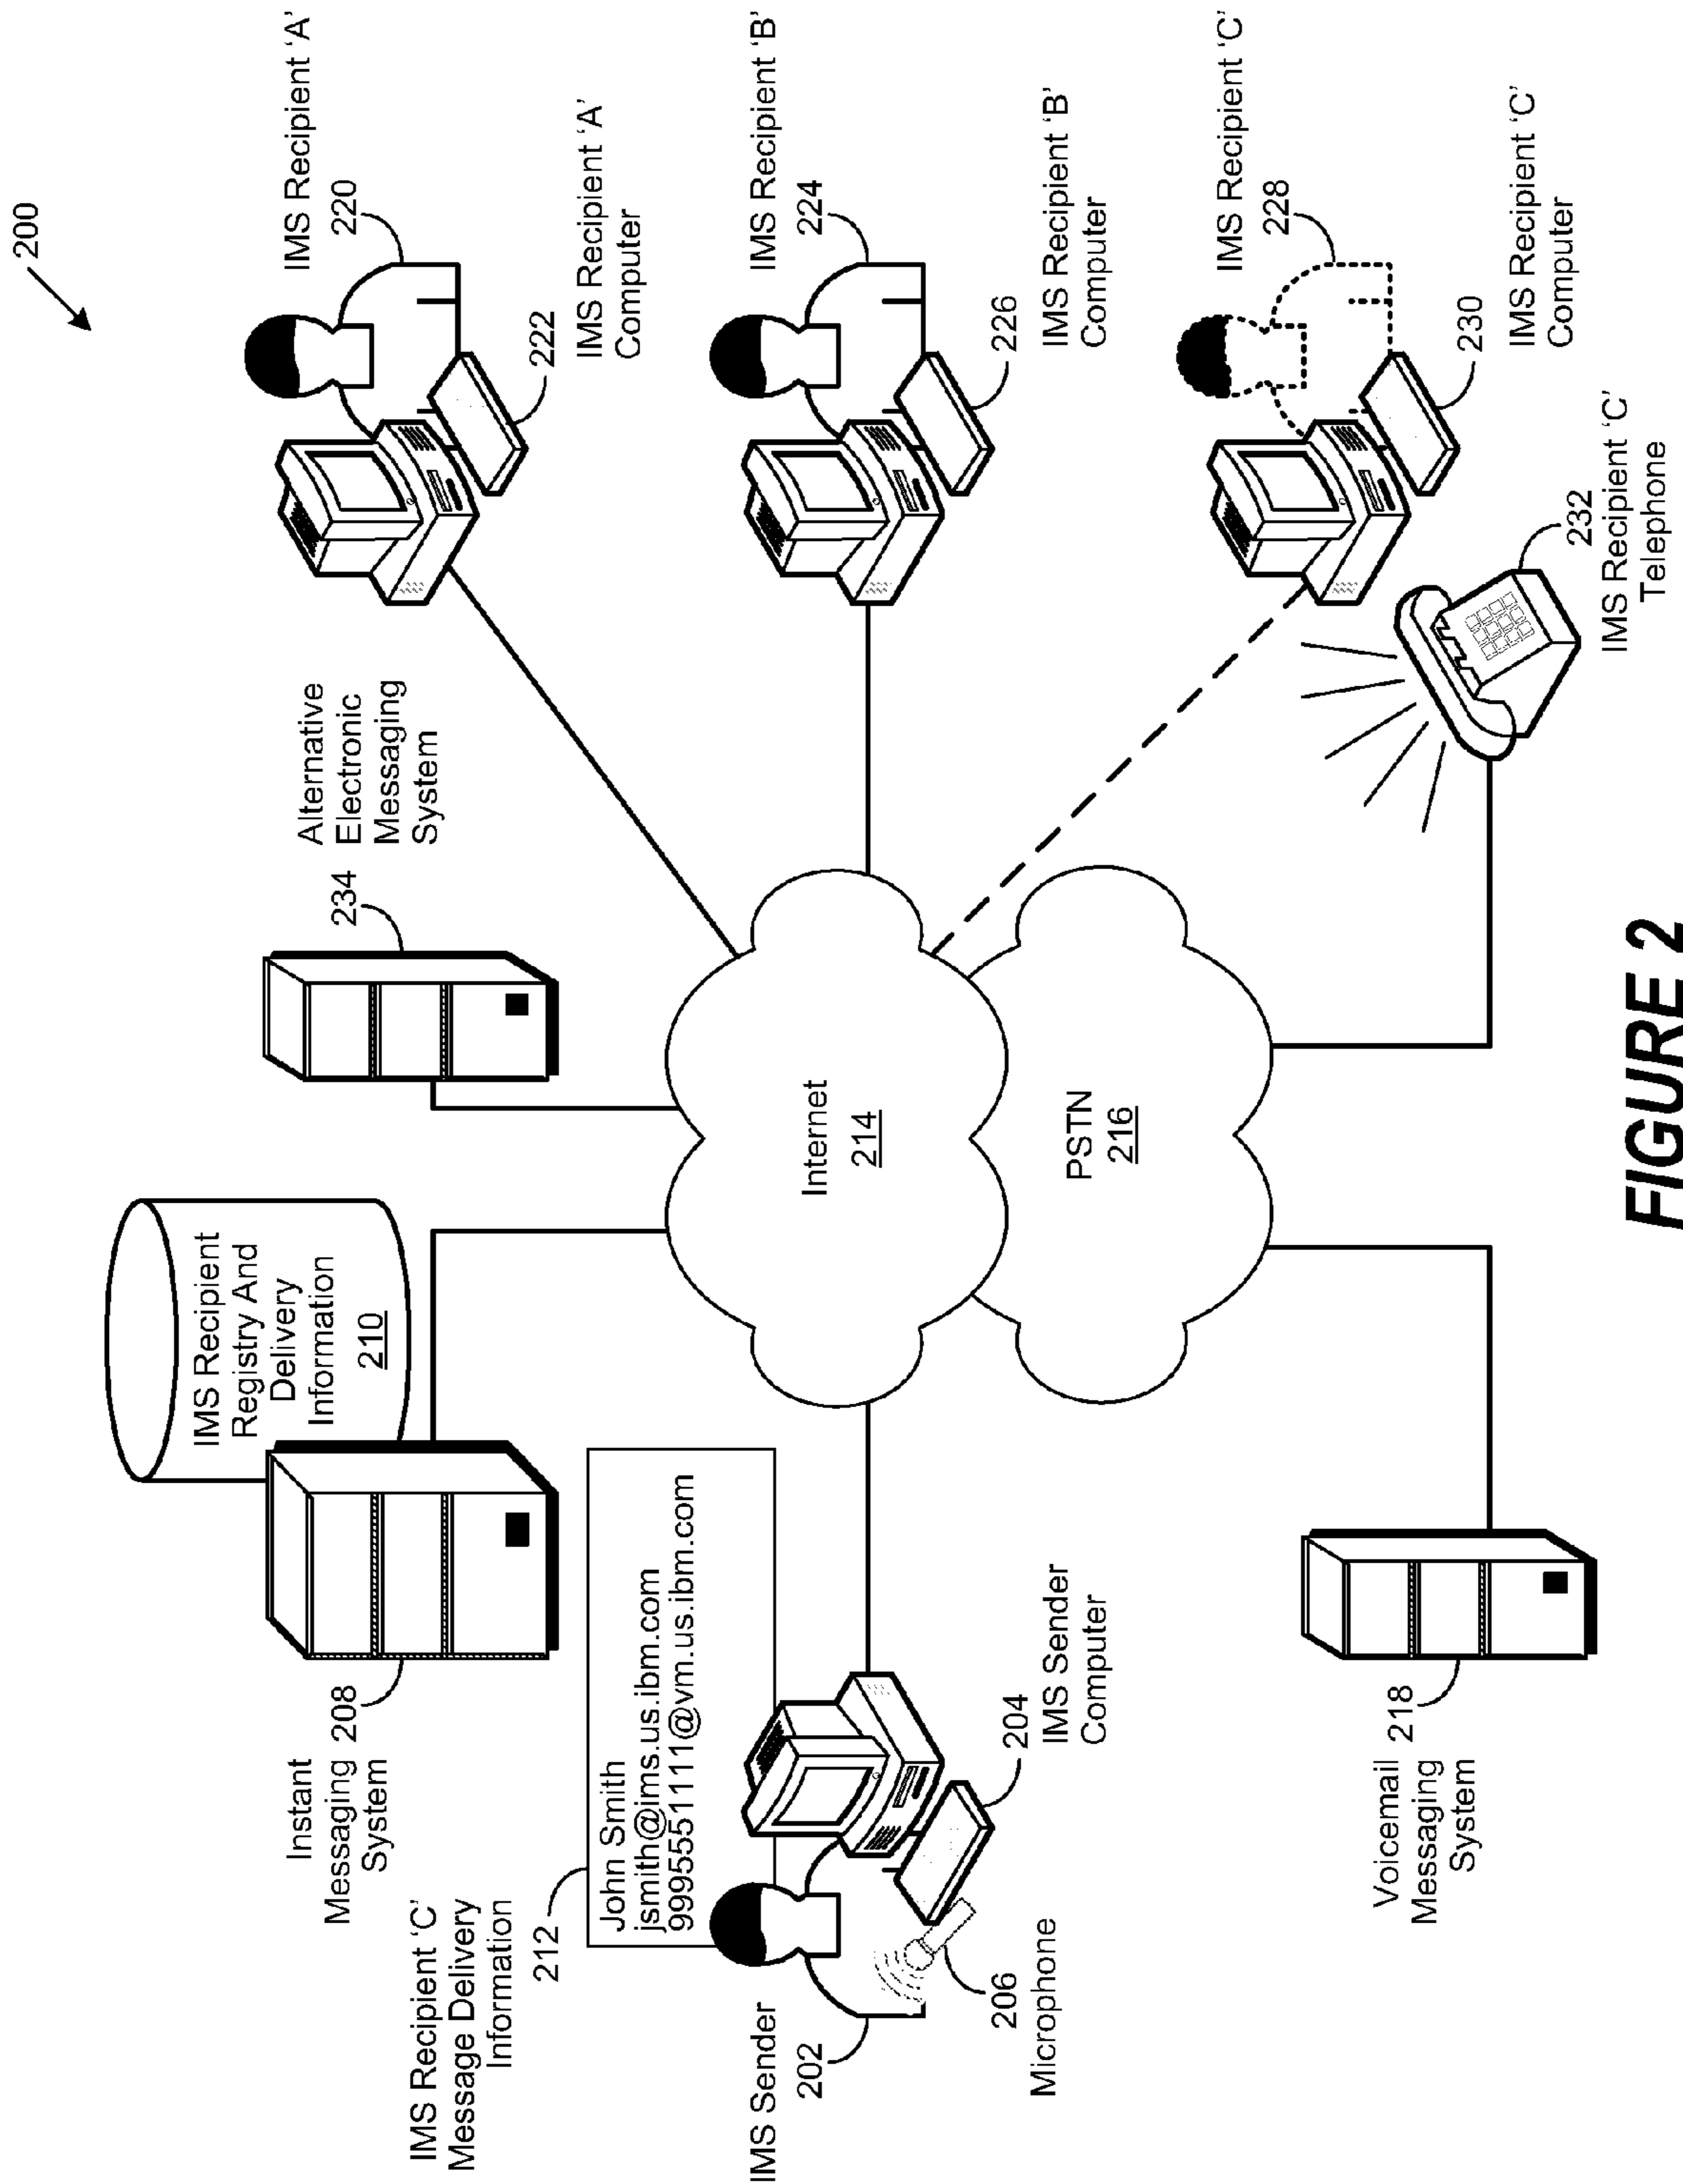 200
Instant
Messaging 208
System
IMS Recipient
Registry And
Delivery
Information
210
234
Alternative
Electronic
Messaging
System
IMS Recipient 'A'
220
222
IMS Recipient 'A'
Computer
IMS Recipient 'C'
Message Delivery
Information
212
John Smith
jsmith@ims.us.ibm.com
9995551111@vm.us.ibm.com
IMS Sender
202
206
Microphone
204
IMS Sender
Computer
Internet
214
PSTN
216
IMS Recipient 'B'
224
226
IMS Recipient 'B'
Computer
Voicemail
Messaging 218
System
IMS Recipient 'C'
228
230
IMS Recipient 'C'
Computer
232
IMS Recipient 'C'
Telephone
FIGURE 2